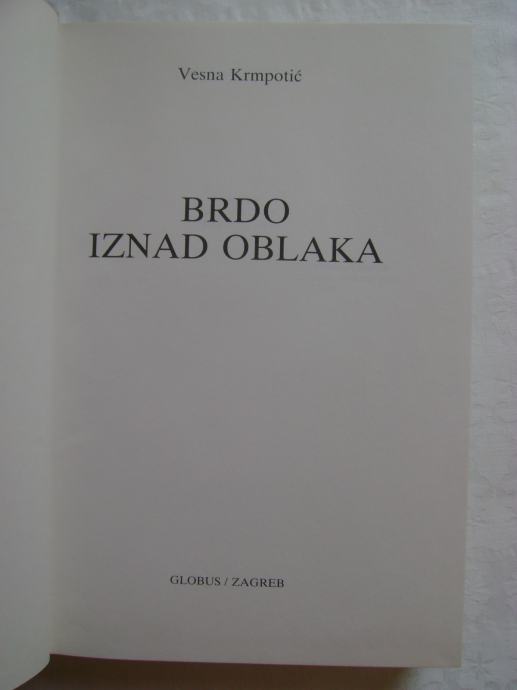 Vesna Krmpotić
BRDO
IZNAD OBLAKA
GLOBUS / ZAGREB